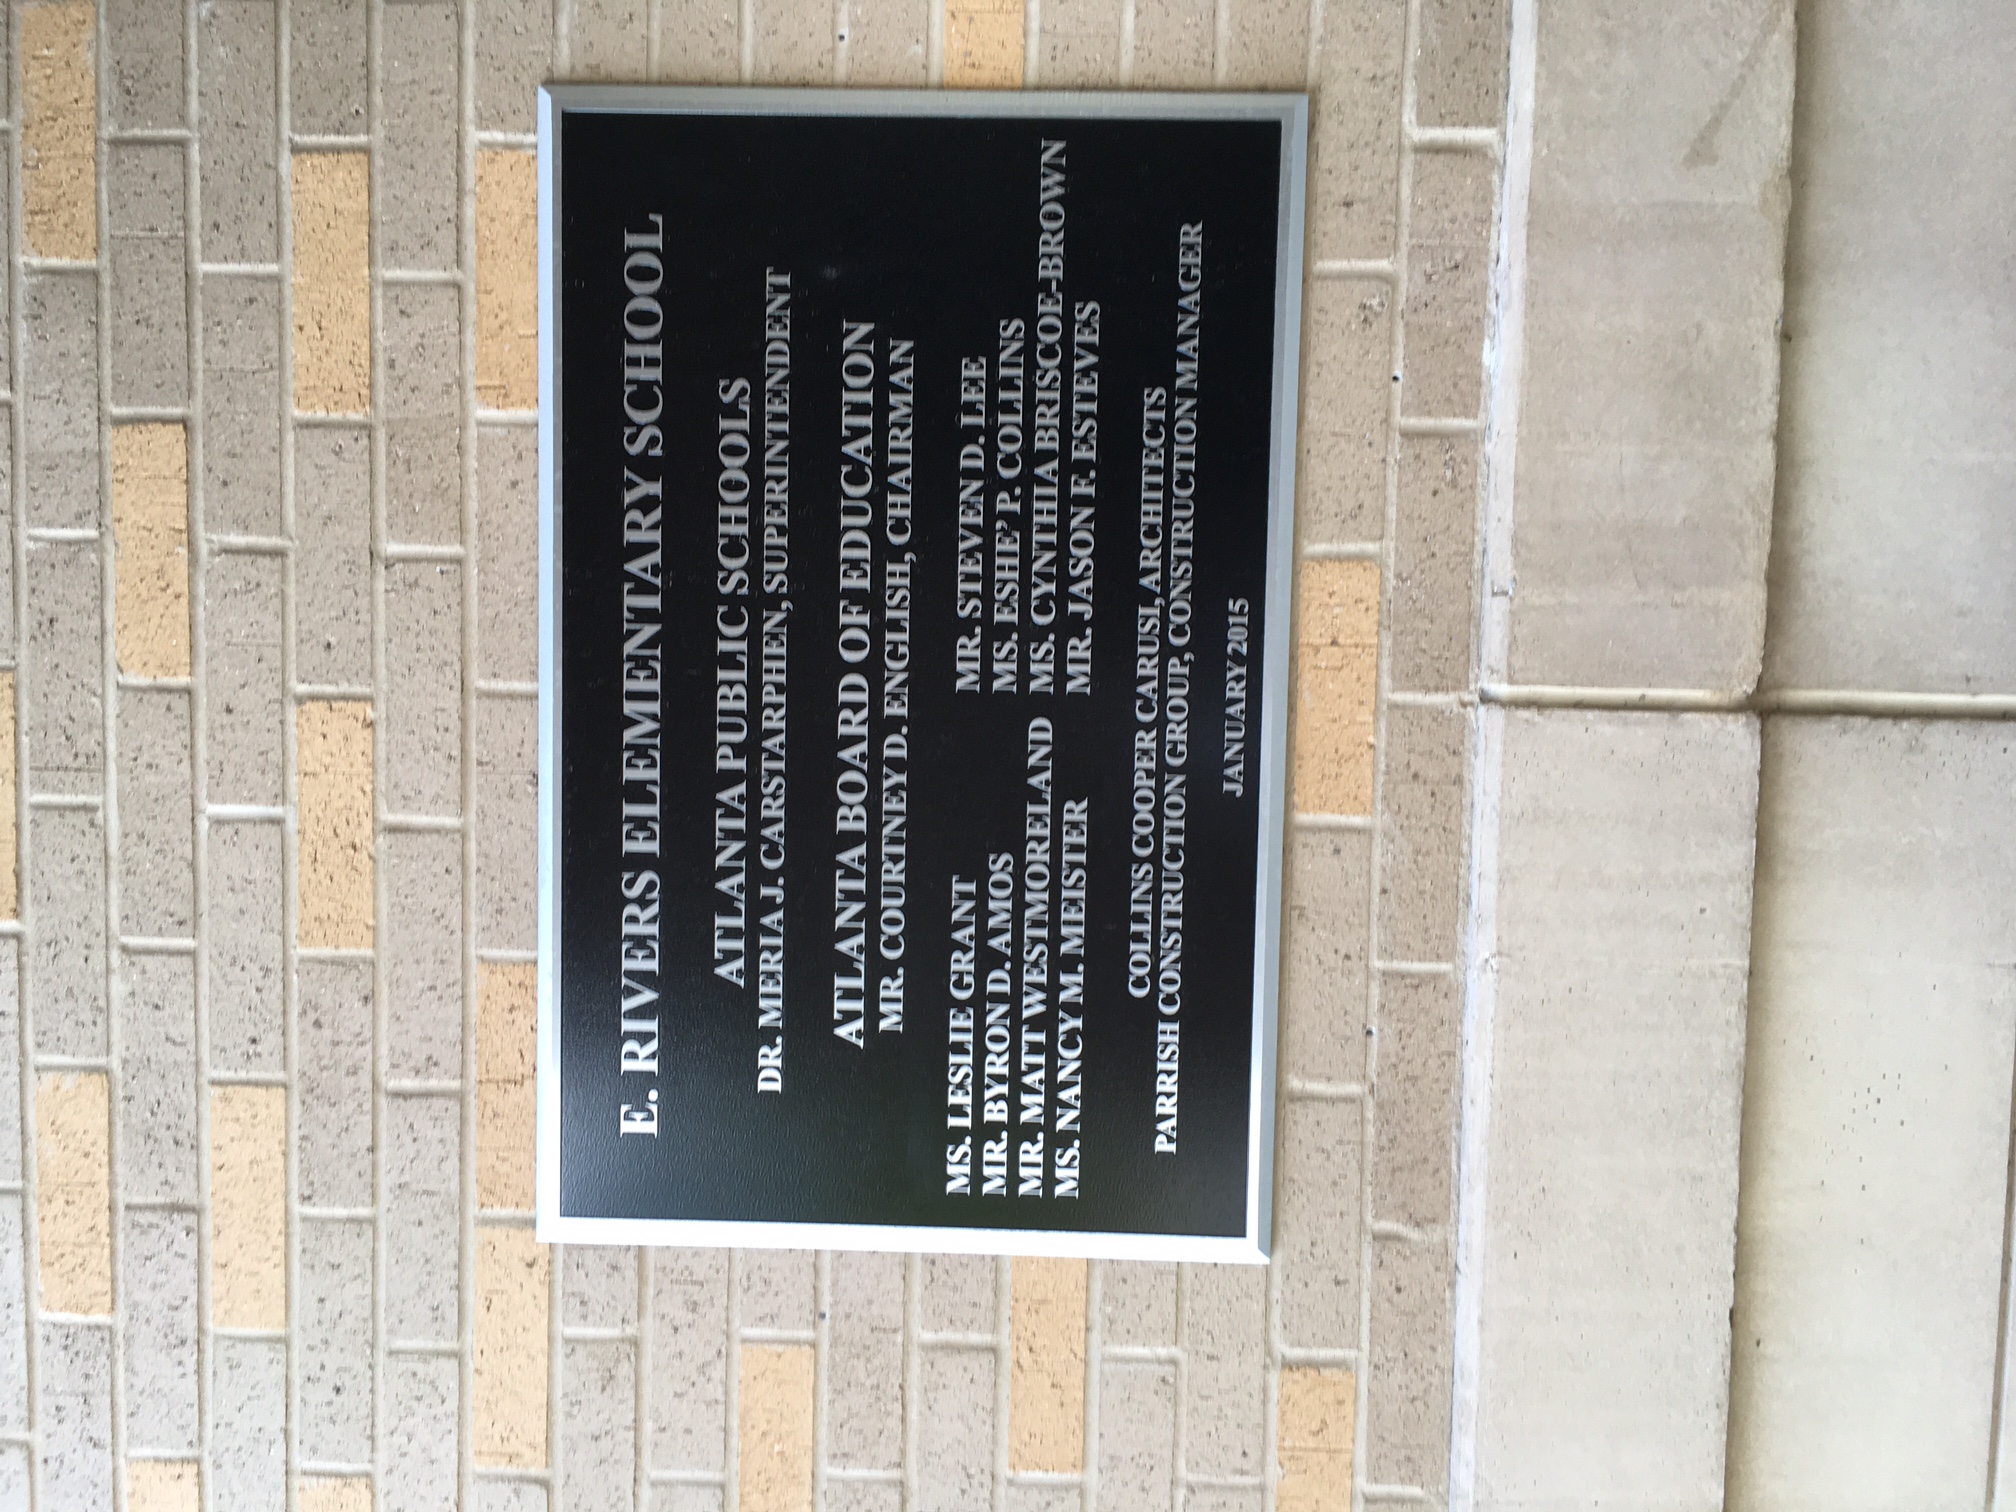 E. RIVERS ELEMENTARY SCHOOL
ATLANTA PUBLIC SCHOOLS
DR. MERIA J. CARSTARPHEN, SUPERINTENDENT
ATLANTA BOARD OF EDUCATION
MR. COURTNEY D. ENGLISH, CHAIRMAN
MS. LESLIE GRANT
MR. BYRON D. AMOS
MR. MATT WESTMORELAND
MS. NANCY M. MEISTER
MR. STEVEN D. LEE
MS. ESHE' P. COLLINS
MS. CYNTHIA BRISCOE-BROWN
MR. JASON F. ESTEVES
COLLINS COOPER CARUSI, ARCHITECTS
PARRISH CONSTRUCTION GROUP, CONSTRUCTION MANAGER
JANUARY 2015